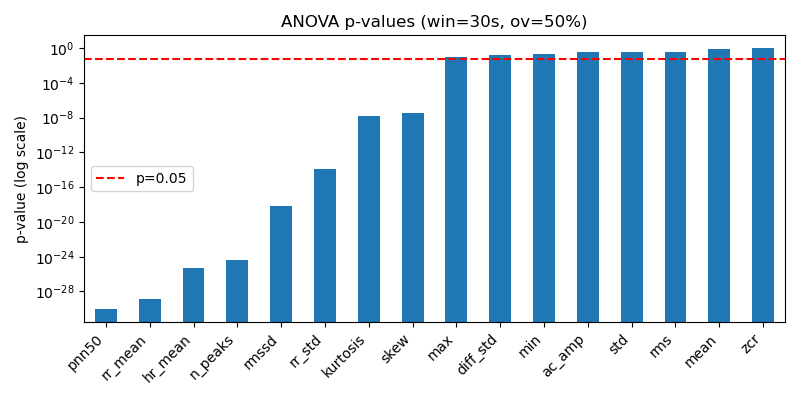 ANOVA p-values (win=30s, ov=50%)
p-value (log scale)
10⁰
10⁻⁴
10⁻⁸
10⁻¹²
10⁻¹⁶
10⁻²⁰
10⁻²⁴
10⁻²⁸
p=0.05
pnn50
rr_mean
hr_mean
n_peaks
rmssd
rr_std
kurtosis
skew
max
diff_std
min
ac_amp
std
rms
mean
zcr